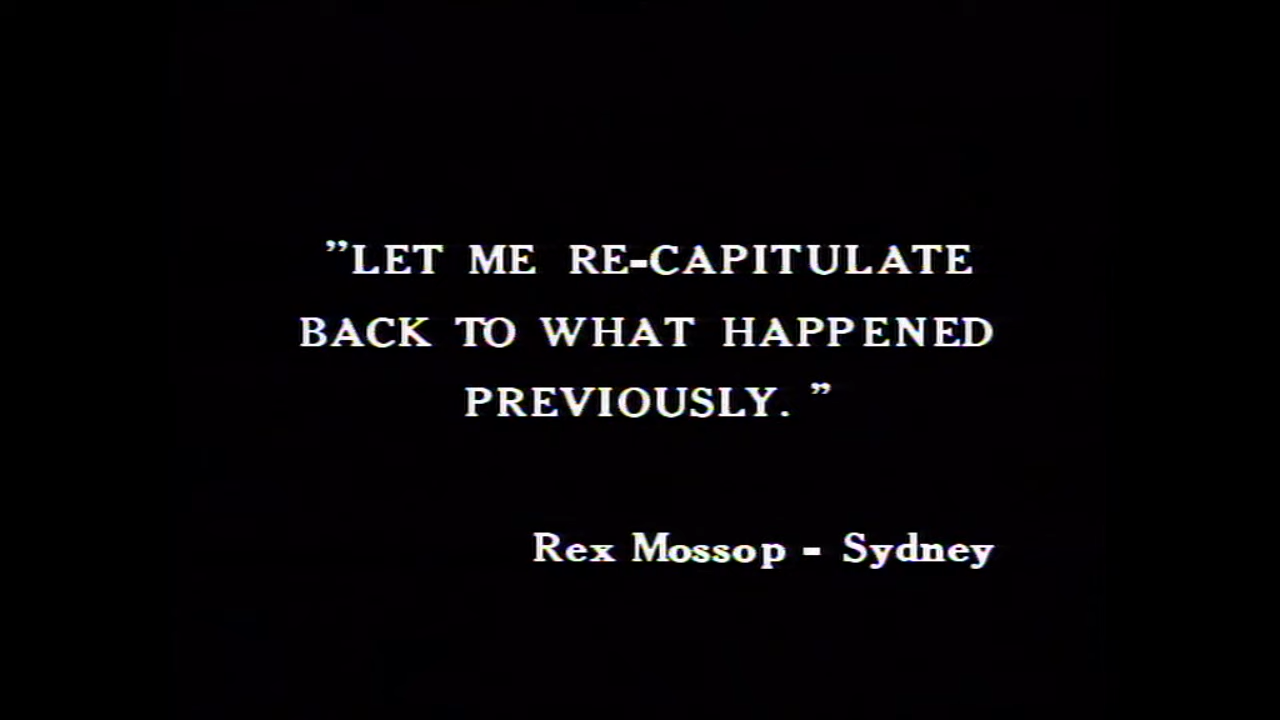 ”LET ME RE-CAPITULATE
BACK TO WHAT HAPPENED
PREVIOUSLY. ”
Rex Mossop - Sydney